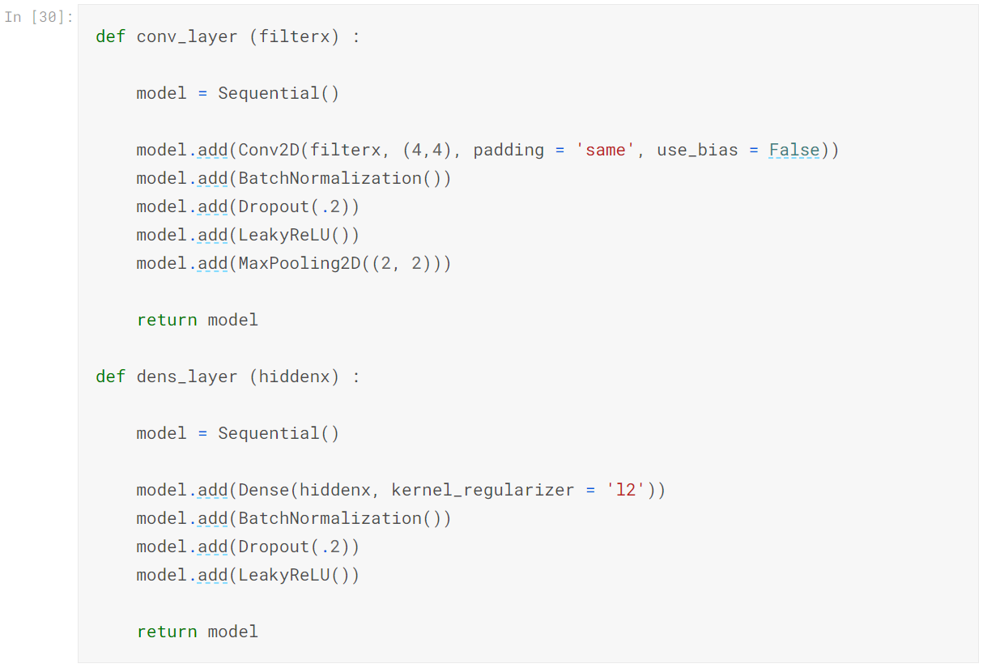 In [30]:
def conv_layer (filterx) :
model = Sequential()
model.add(Conv2D(filterx, (4,4), padding = 'same', use_bias = False))
model.add(BatchNormalization())
model.add(Dropout(.2))
model.add(LeakyReLU())
model.add(MaxPooling2D((2, 2)))
return model
def dens_layer (hiddenx) :
model = Sequential()
model.add(Dense(hiddenx, kernel_regularizer = 'l2'))
model.add(BatchNormalization())
model.add(Dropout(.2))
model.add(LeakyReLU())
return model